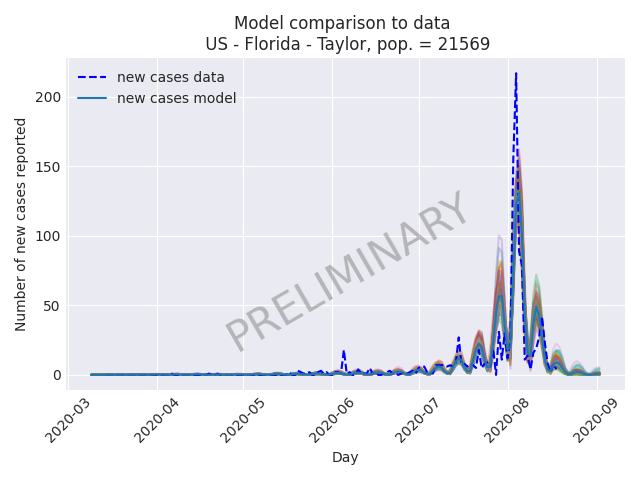 Model comparison to data
US - Florida - Taylor, pop. = 21569
new cases data
new cases model
Number of new cases reported
200
150
100
50
0
PRELIMINARY
2020-03
2020-04
2020-05
2020-06
2020-07
2020-08
2020-09
Day